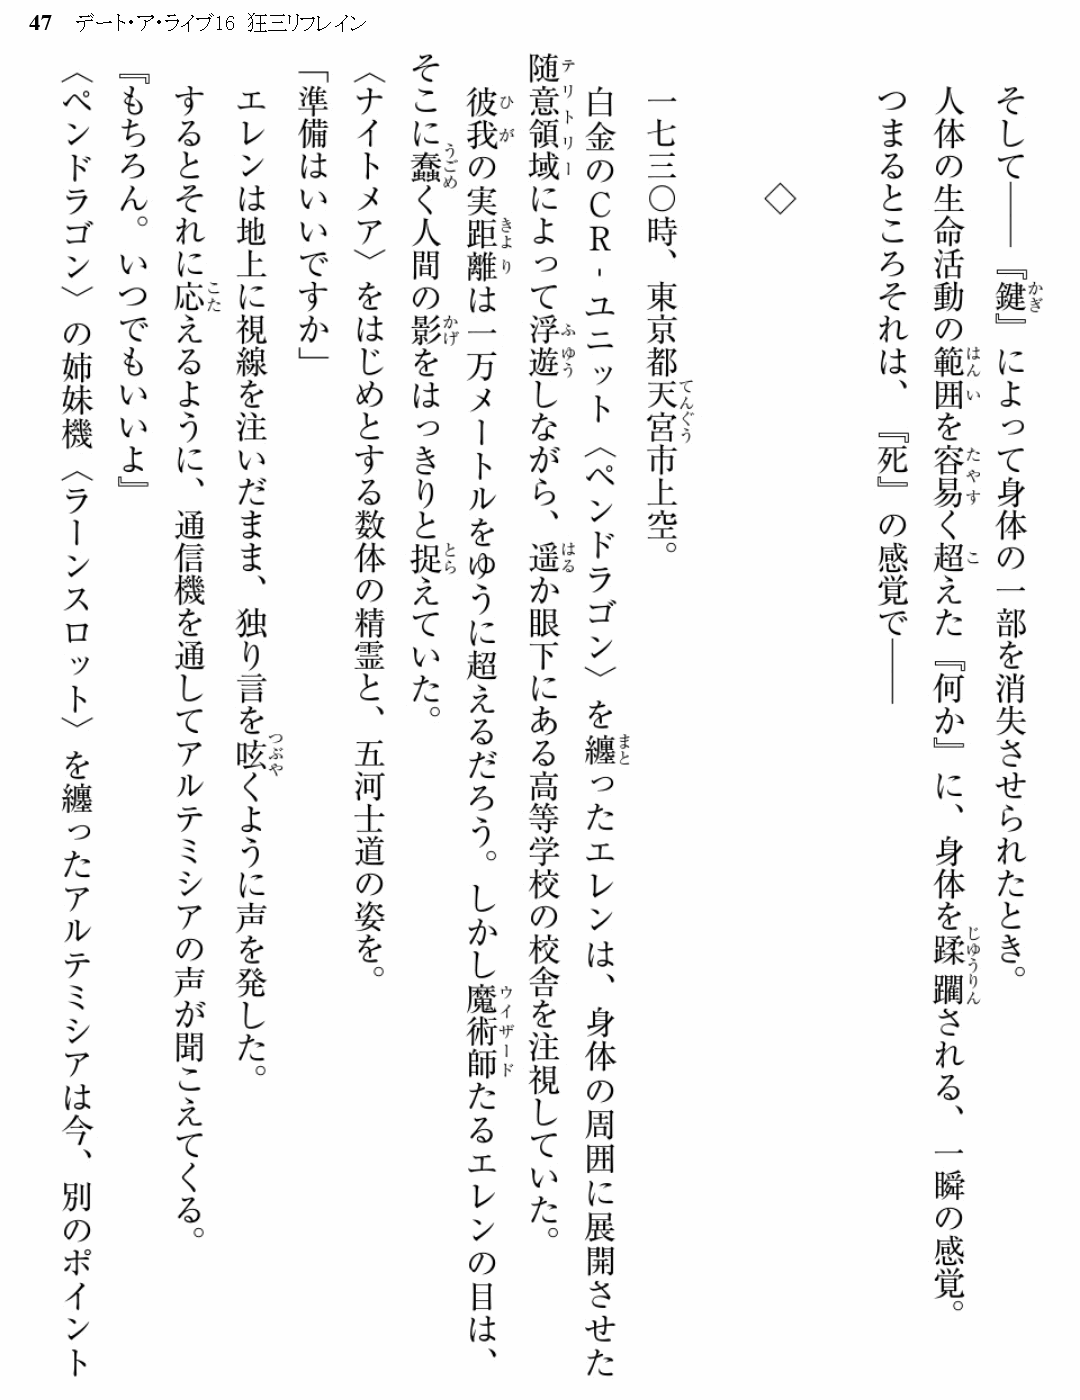 47 デート・ア・ライブ16 狂三リフレイン
そして――『鍵』によって身体の一部を消失させられたとき。
人体の生命活動の範囲を容易く超えた『何か』に、身体を蹂躙される、一瞬の感覚。
つまるところそれは、『死』の感覚で――
◇
一七三〇時、東京都天宮市上空。
白金のCR-ユニット〈ペンドラゴン〉を纏ったエレンは、身体の周囲に展開させた
随意領域によって浮遊しながら、遥か眼下にある高等学校の校舎を注視していた。
彼我の実距離は一万メートルをゆうに超えるだろう。しかし魔術師たるエレンの目は、
そこに蠢く人間の影をはっきりと捉えていた。
〈ナイトメア〉をはじめとする数体の精霊と、五河士道の姿を。
「準備はいいですか」
エレンは地上に視線を注いだまま、独り言を呟くように声を発した。
するとそれに応えるように、通信機を通してアルテミシアの声が聞こえてくる。
『もちろん。いつでもいいよ』
〈ペンドラゴン〉の姉妹機〈ラーンスロット〉を纏ったアルテミシアは今、別のポイント